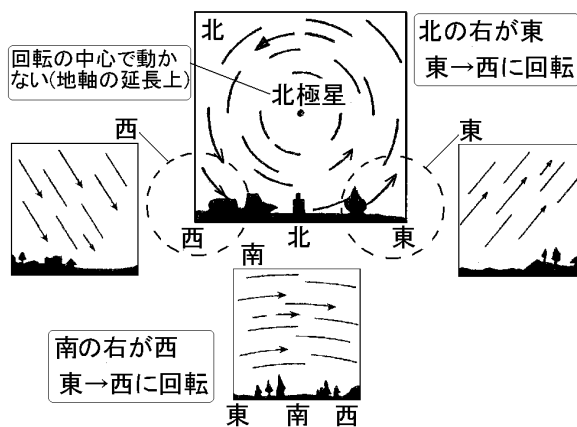 北
回転の中心で動か
ない(地軸の延長上)
北極星
北の右が東
東→西に回転
西
東
西
北
東
南
南の右が西
東→西に回転
東 南 西